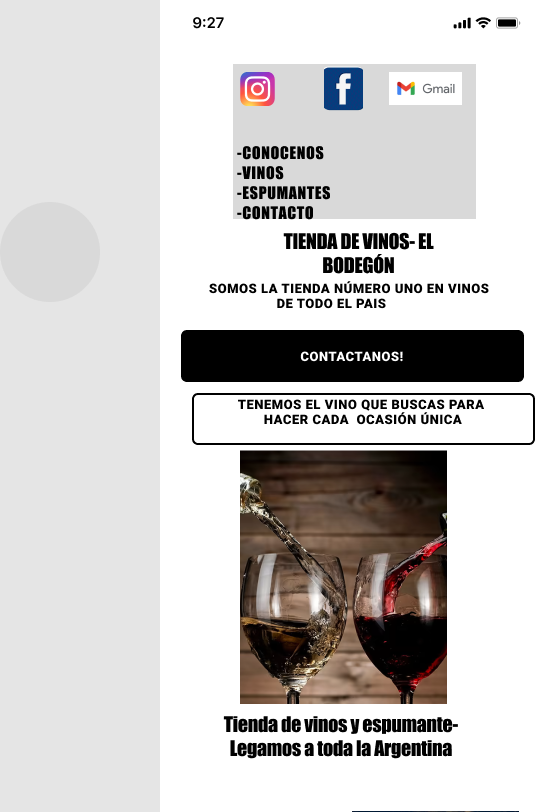 9:27
Gmail
-CONOCENOS
-VINOS
-ESPUMANTES
-CONTACTO
TIENDA DE VINOS- EL
BODEGÓN
SOMOS LA TIENDA NÚMERO UNO EN VINOS
DE TODO EL PAIS
CONTACTANOS!
TENEMOS EL VINO QUE BUSCAS PARA
HACER CADA  OCASIÓN ÚNICA
Tienda de vinos y espumante-
Legamos a toda la Argentina